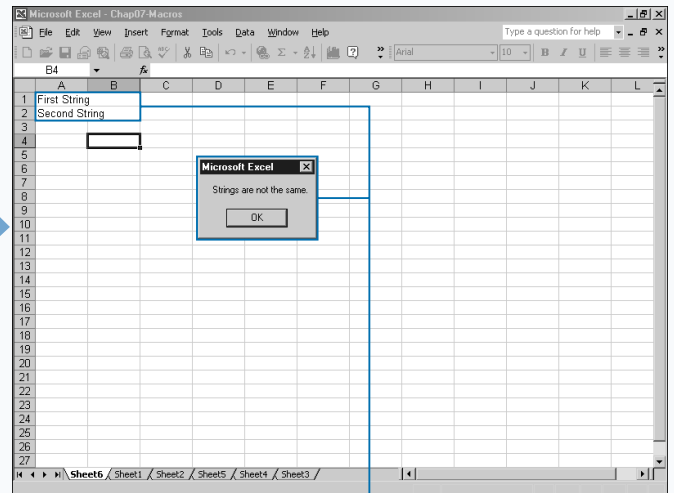 Microsoft Excel - Chap07-Macros
File Edit View Insert Format Tools Data Window Help Type a question for help
Arial 10 B I U
B4 fx
A B C D E F G H I J K L
1 First String
2 Second String
3
4
5
6 Microsoft Excel
7
8 Strings are not the same.
9
10 OK
11
12
13
14
15
16
17
18
19
20
21
22
23
24
25
26
27
Sheet6 Sheet1 Sheet2 Sheet5 Sheet4 Sheet3